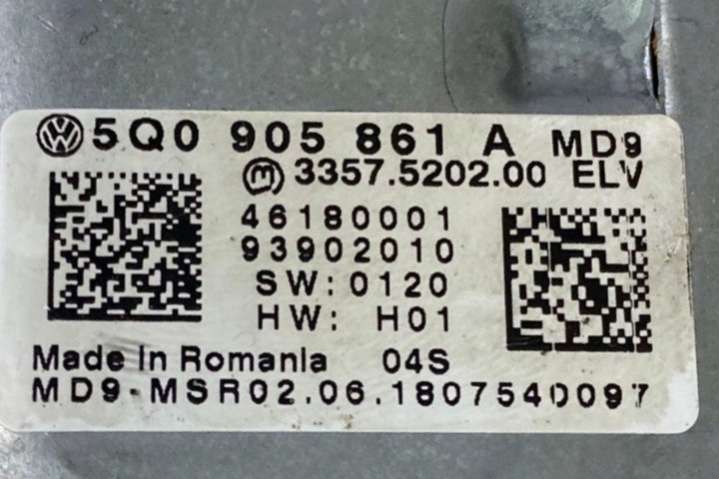 5Q0 905 861 A MD9
3357.5202.00 ELV
46180001
93902010
SW:0120
HW: H01
Made In Romania 04S
MD9-MSR02.06.1807540097